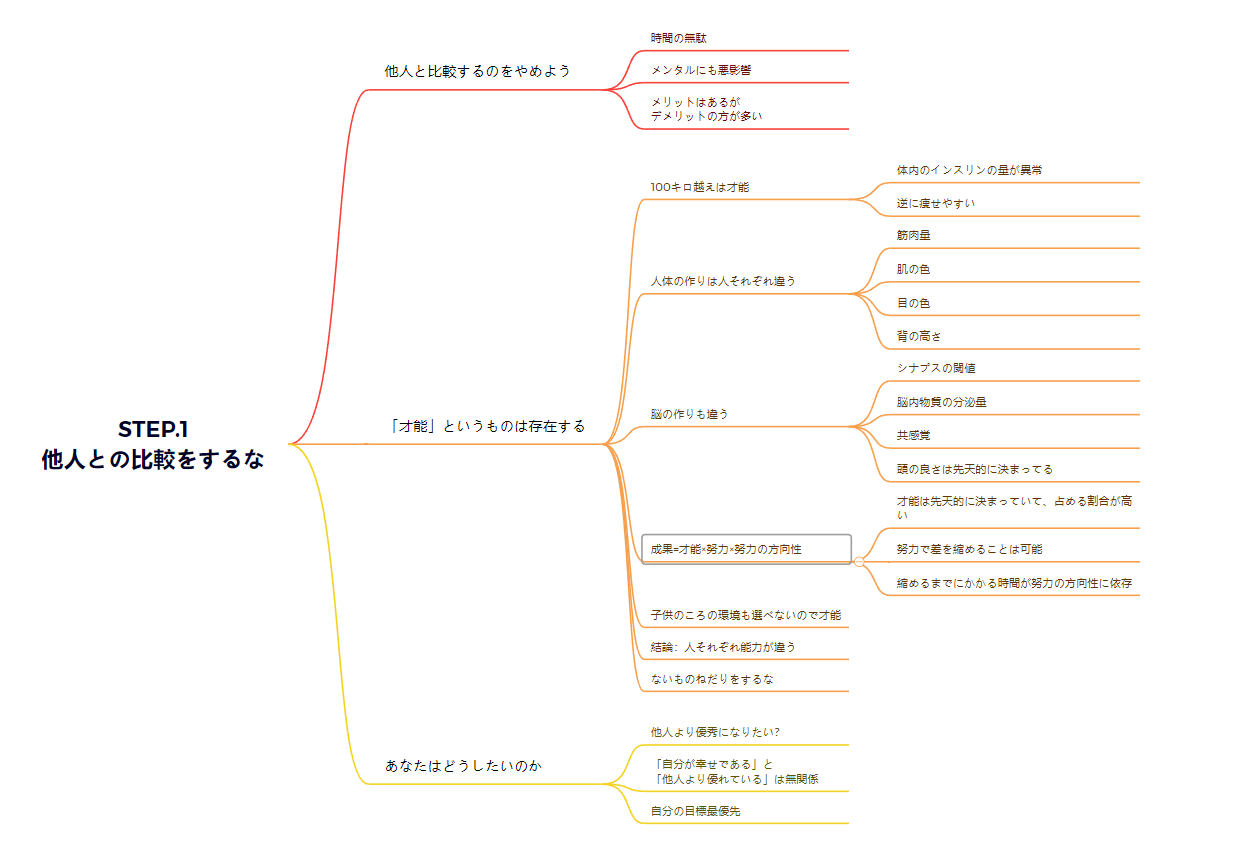 STEP.1
他人との比較をするな
他人と比較するのをやめよう
時間の無駄
メンタルにも悪影響
メリットはあるが
デメリットの方が多い
「才能」というものは存在する
100キロ越えは才能
体内のインスリンの量が異常
逆に痩せやすい
人体の作りは人それぞれ違う
筋肉量
肌の色
目の色
背の高さ
脳の作りも違う
シナプスの閾値
脳内物質の分泌量
共感覚
頭の良さは先天的に決まってる
成果=才能×努力×努力の方向性
才能は先天的に決まっていて、占める割合が高
い
努力で差を縮めることは可能
縮めるまでにかかる時間が努力の方向性に依存
子供のころの環境も選べないので才能
結論：人それぞれ能力が違う
ないものねだりをするな
あなたはどうしたいのか
他人より優秀になりたい?
「自分が幸せである」と
「他人より優れている」は無関係
自分の目標最優先